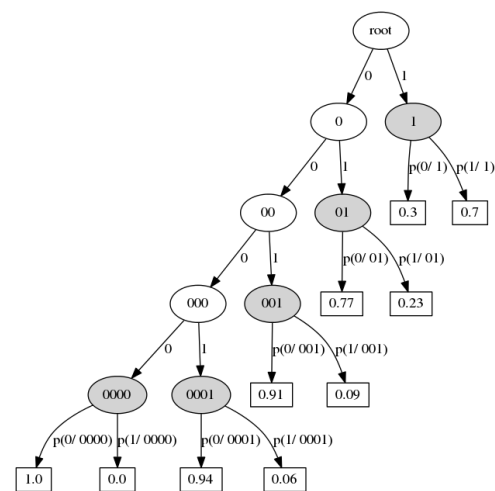 root
0 1
0 1
0 1 p(0/ 1) p(1/ 1)
00 01 0.3 0.7
0 1 p(0/ 01) p(1/ 01)
000 001 0.77 0.23
0 1 p(0/ 001) p(1/ 001)
0000 0001 0.91 0.09
p(0/ 0000) p(1/ 0000) p(0/ 0001) p(1/ 0001)
1.0 0.0 0.94 0.06